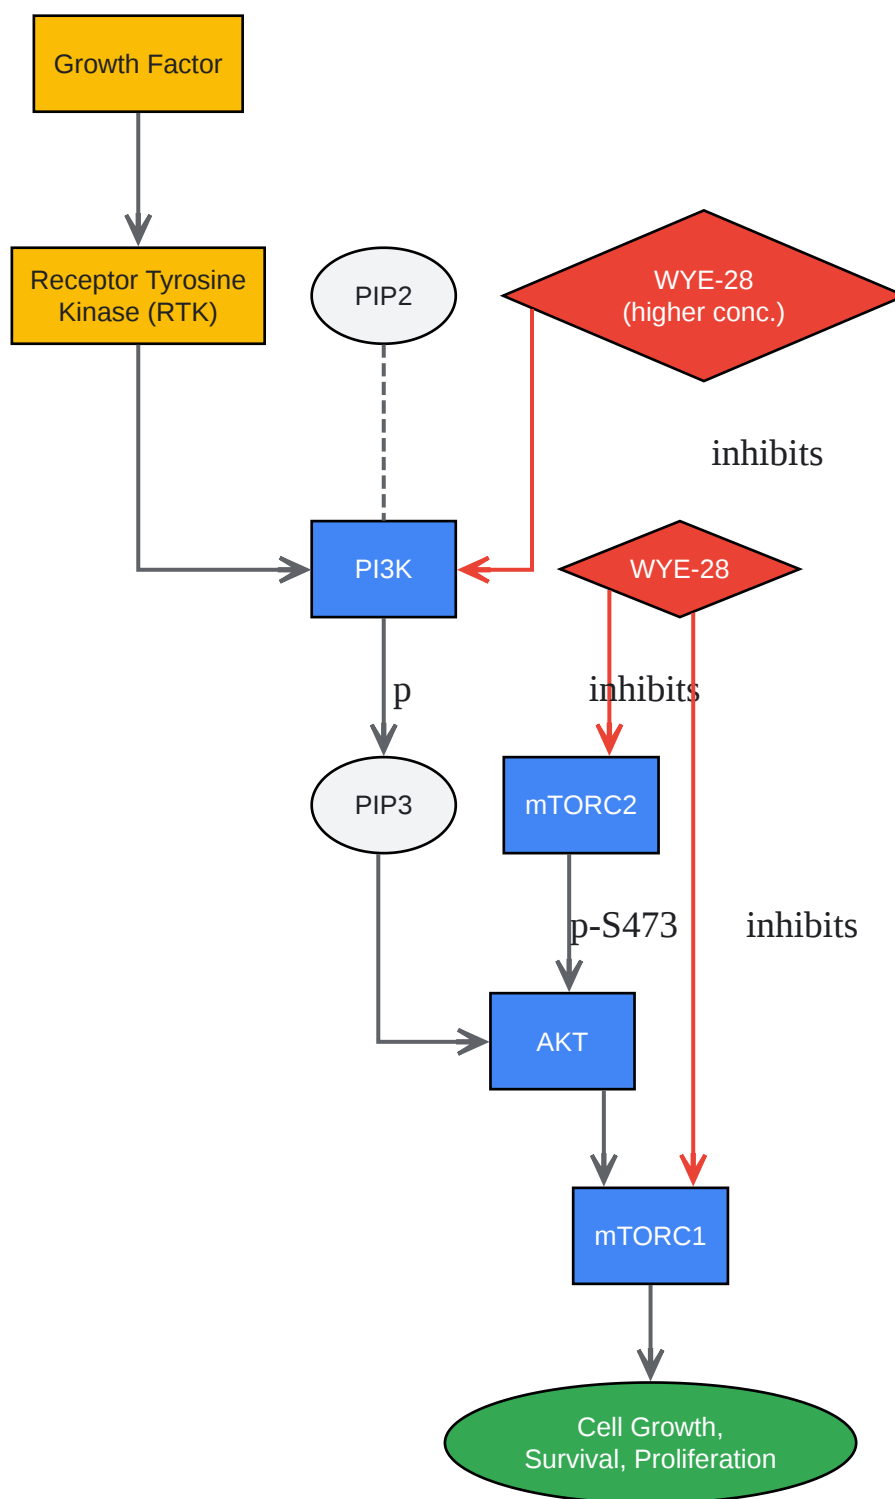 Growth Factor
Receptor Tyrosine
Kinase (RTK)
PIP2
WYE-28
(higher conc.)
inhibits
PI3K
WYE-28
p
inhibits
PIP3
mTORC2
p-S473
inhibits
AKT
mTORC1
Cell Growth,
Survival, Proliferation